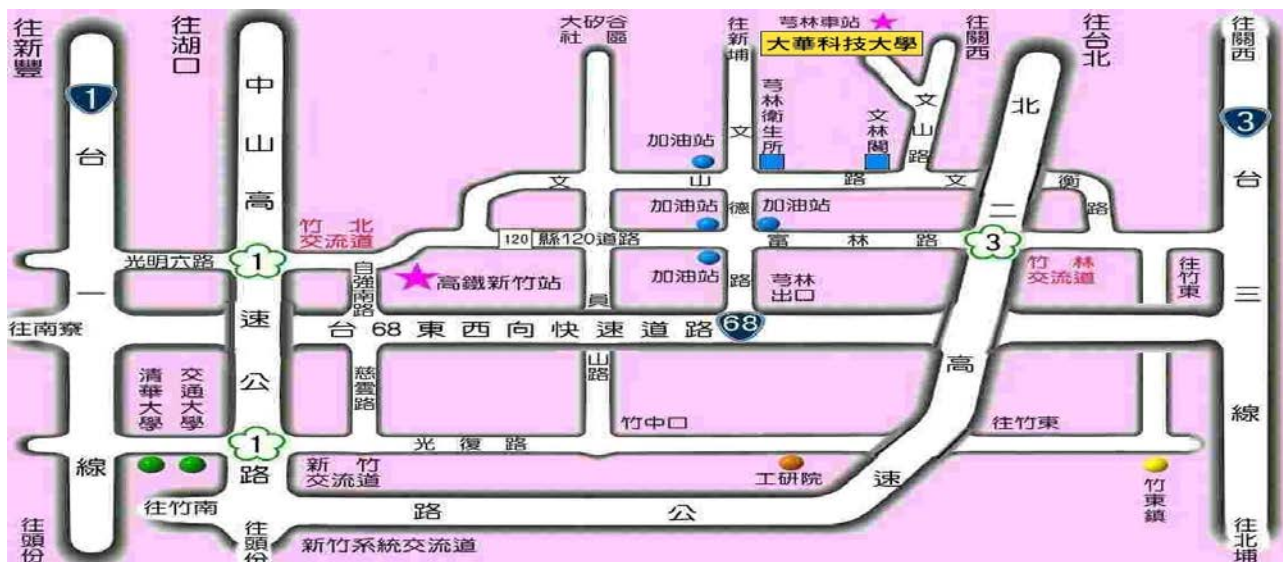 往新豐
往湖口
大矽谷
社區
往新埔
芎林車站
大華科技大學
往關西
往台北
往關西
1
台一線
中山高速公路
芎林衛生所
文林閣
文山路
北二高速公路
3
台三線
加油站
文山路
文衡路
文德路
竹北
交流道
加油站
加油站
120
縣120道路
富林路
3
光明六路
1
自強南路
高鐵新竹站
加油站
芎林
出口
竹林
交流道
往竹東
員山路
往南寮
台68東西向快速道路
68
清華大學
交通大學
慈雲路
竹中口
往竹東
1
光復路
新竹
交流道
工研院
竹東鎮
往竹南
往頭份
往頭份
新竹系統交流道
往北埔